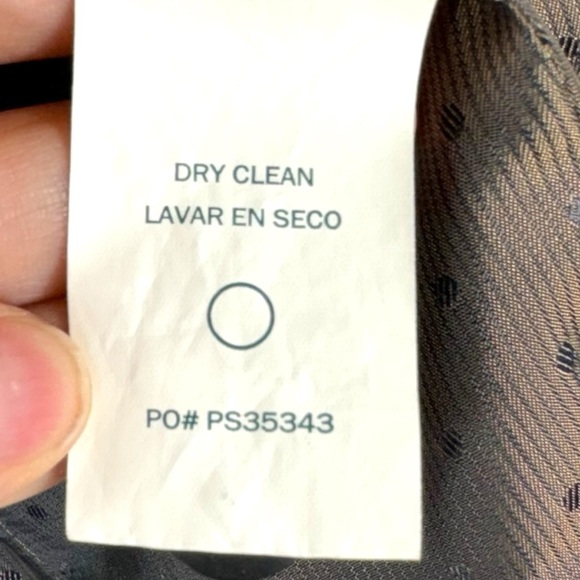 DRY CLEAN
LAVAR EN SECO
PO# PS35343